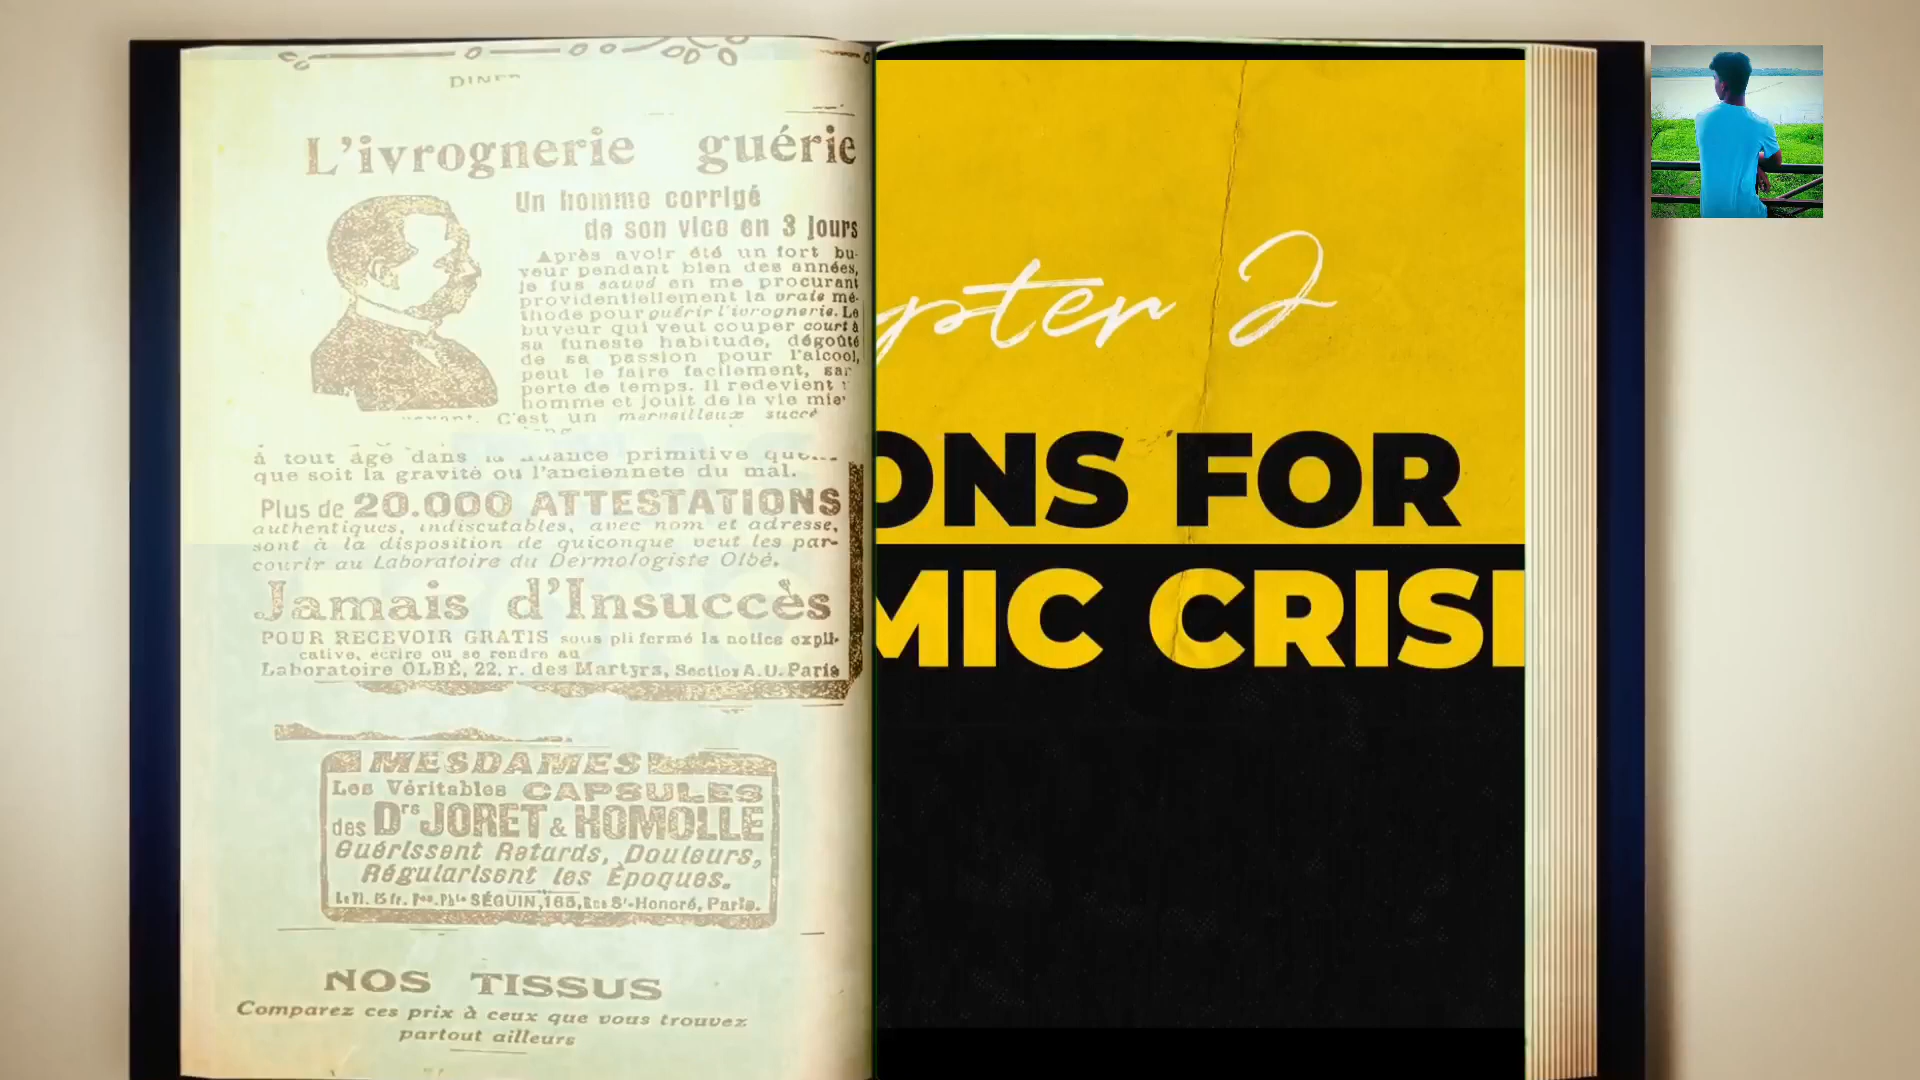 L'ivrognerie guérie
Un homme corrigé
de son vice en 3 jours
Après avoir été un fort bu-
veur pendant bien des années,
je fus sauvé en me procurant
providentiellement la vraie mé-
thode pour guérir l'ivrognerie. Le
buveur qui veut couper court à
sa funeste habitude, dégoûté
de sa passion pour l'alcool,
peut le faire facilement, sar
perte de temps. Il redevient
homme et jouit de la vie mie
C'est un merveilleux succè
à tout âge dans la nuance primitive
que soit la gravité ou l'ancienneté du mal.
Plus de 20.000 ATTESTATIONS
authentiques, indiscutables, avec nom et adresse,
sont à la disposition de quiconque veut les par-
courir au Laboratoire du Dermologiste Olbé.
Jamais d'Insuccès
POUR RECEVOIR GRATIS sous pli fermé la notice expli-
cative, écrire ou se rendre au
Laboratoire OLBÉ, 22, r. des Martyrs, Section A.U. Paris
MESDAMES
Les Véritables CAPSULES
des Drs JORET & HOMOLLE
Guérissent Retards, Douleurs,
Régularisent les Époques.
SÉGUIN, 165, Rue St-Honoré, Paris.
NOS TISSUS
Comparez ces prix à ceux que vous trouvez
partout ailleurs
pter 2
ONS FOR
MIC CRISI